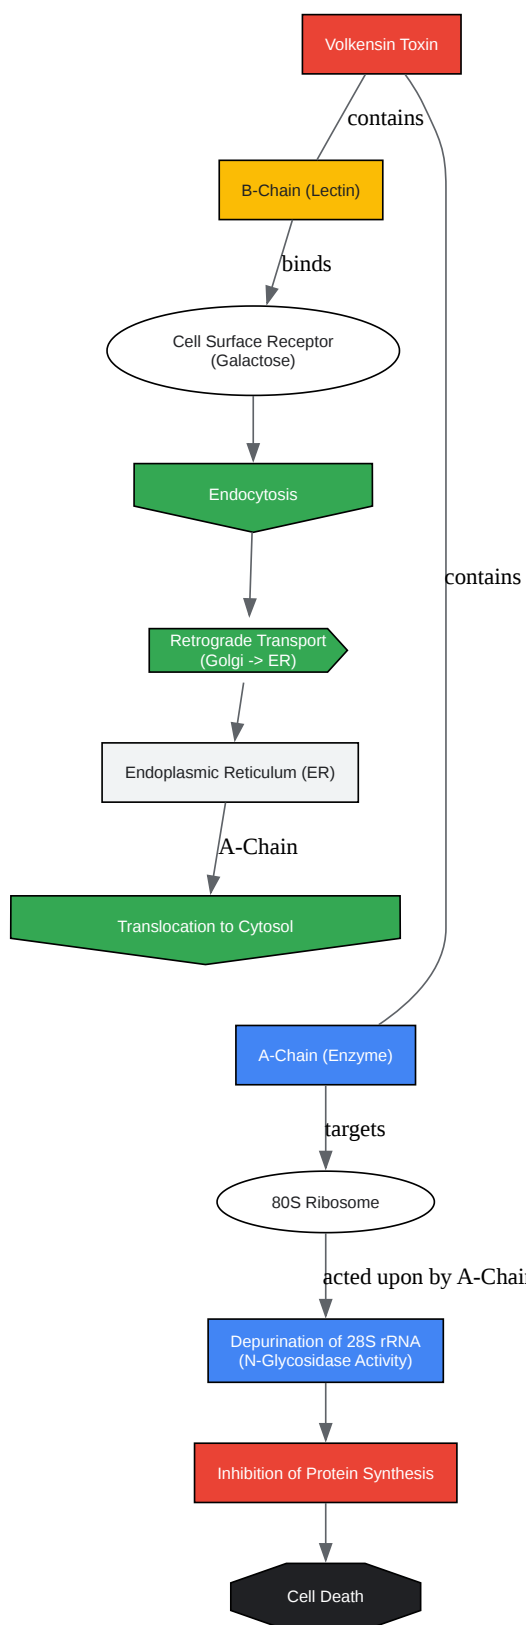 Volkensin Toxin
contains
B-Chain (Lectin)
binds
Cell Surface Receptor
(Galactose)
Endocytosis
contains
Retrograde Transport
(Golgi -> ER)
Endoplasmic Reticulum (ER)
A-Chain
Translocation to Cytosol
A-Chain (Enzyme)
targets
80S Ribosome
acted upon by A-Chain
Depurination of 28S rRNA
(N-Glycosidase Activity)
Inhibition of Protein Synthesis
Cell Death